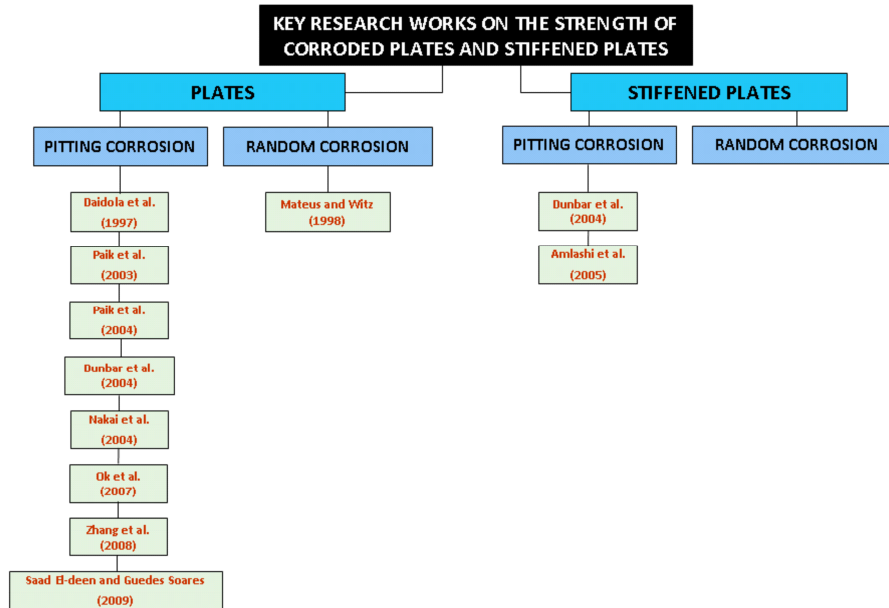 KEY RESEARCH WORKS ON THE STRENGTH OF
CORRODED PLATES AND STIFFENED PLATES
PLATES
STIFFENED PLATES
PITTING CORROSION
RANDOM CORROSION
PITTING CORROSION
RANDOM CORROSION
Daidola et al.
(1997)
Paik et al.
(2003)
Paik et al.
(2004)
Dunbar et al.
(2004)
Nakai et al.
(2004)
Ok et al.
(2007)
Zhang et al.
(2008)
Saad El-deen and Guedes Soares
(2009)
Mateus and Witz
(1998)
Dunbar et al.
(2004)
Amlashi et al.
(2005)